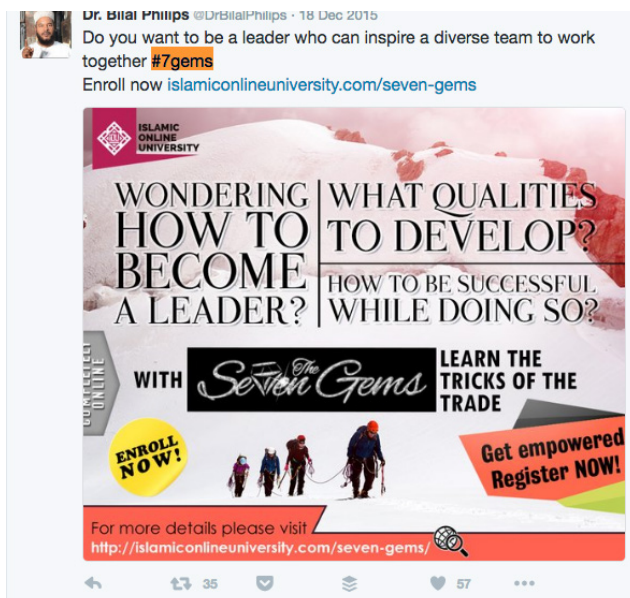 Dr. Bilal Philips @DrBilalPhilips · 18 Dec 2015
Do you want to be a leader who can inspire a diverse team to work
together #7gems
Enroll now islamiconlineuniversity.com/seven-gems
ISLAMIC
ONLINE
UNIVERSITY
WONDERING
HOW TO
BECOME
A LEADER?
WHAT QUALITIES
TO DEVELOP?
HOW TO BE SUCCESSFUL
WHILE DOING SO?
COMPLETELY
ONLINE
WITH
The
Seven Gems
LEARN THE
TRICKS OF THE
TRADE
ENROLL
NOW!
Get empowered
Register NOW!
For more details please visit
http://islamiconlineuniversity.com/seven-gems/
35
57